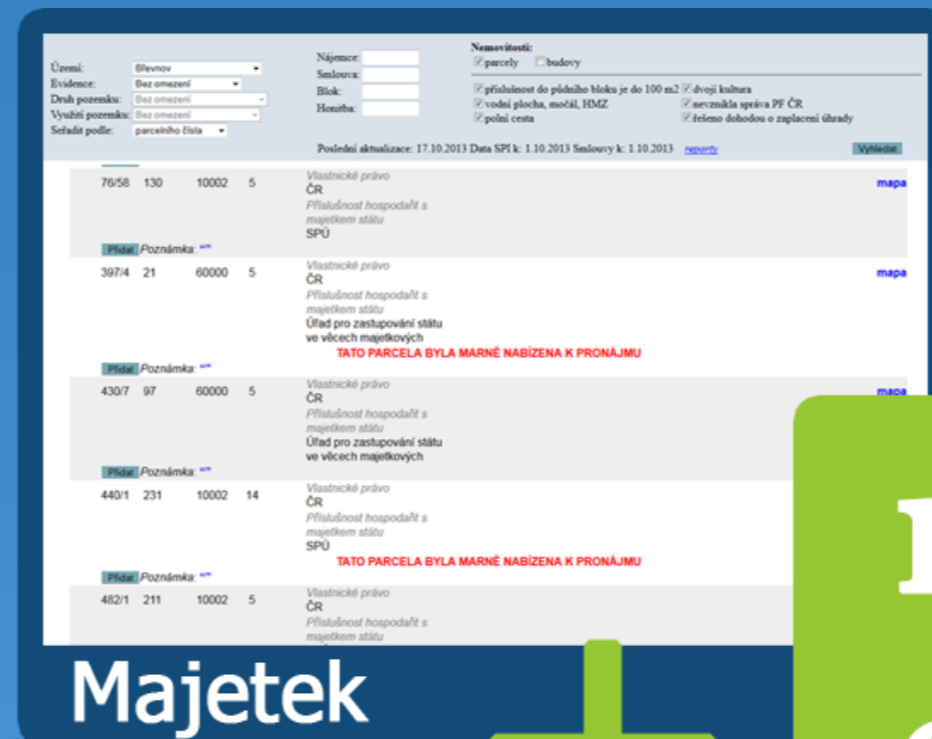 Území: Břevnov
Evidence: Bez omezení
Druh pozemku: Bez omezení
Využití pozemku: Bez omezení
Seřadit podle: parcelního čísla
Nájemce:
Smlouva:
Blok:
Honitba:
Nemovitosti:
parcely budovy
příslušnost do půdního bloku je do 100 m2 dvojí kultura
vodní plocha, močál, HMZ nevznikla správa PF ČR
polní cesta řešeno dohodou o zaplacení úhrady
Poslední aktualizace: 17.10.2013 Data SPI k: 1.10.2013 Smlouvy k: 1.10.2013 reporty Vyhledat
76/58 130 10002 5 Vlastnické právo mapa
ČR
Příslušnost hospodařit s
majetkem státu
SPÚ
Přidat Poznámka: ""
397/4 21 60000 5 Vlastnické právo mapa
ČR
Příslušnost hospodařit s
majetkem státu
Úřad pro zastupování státu
ve věcech majetkových
TATO PARCELA BYLA MARNĚ NABÍZENA K PRONÁJMU
Přidat Poznámka: ""
430/7 97 60000 5 Vlastnické právo mapa
ČR
Příslušnost hospodařit s
majetkem státu
Úřad pro zastupování státu
ve věcech majetkových
Přidat Poznámka: ""
440/1 231 10002 14 Vlastnické právo
ČR
Příslušnost hospodařit s
majetkem státu
SPÚ
TATO PARCELA BYLA MARNĚ NABÍZENA K PRONÁJMU
Přidat Poznámka: ""
482/1 211 10002 5 Vlastnické právo
ČR
Příslušnost hospodařit s
majetkem státu
Majetek